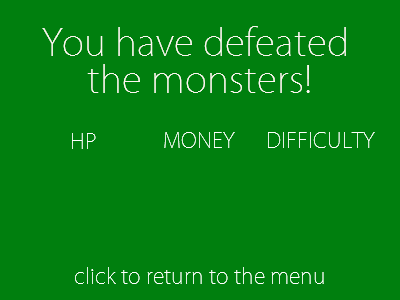 You have defeated
the monsters!
HP MONEY DIFFICULTY
click to return to the menu